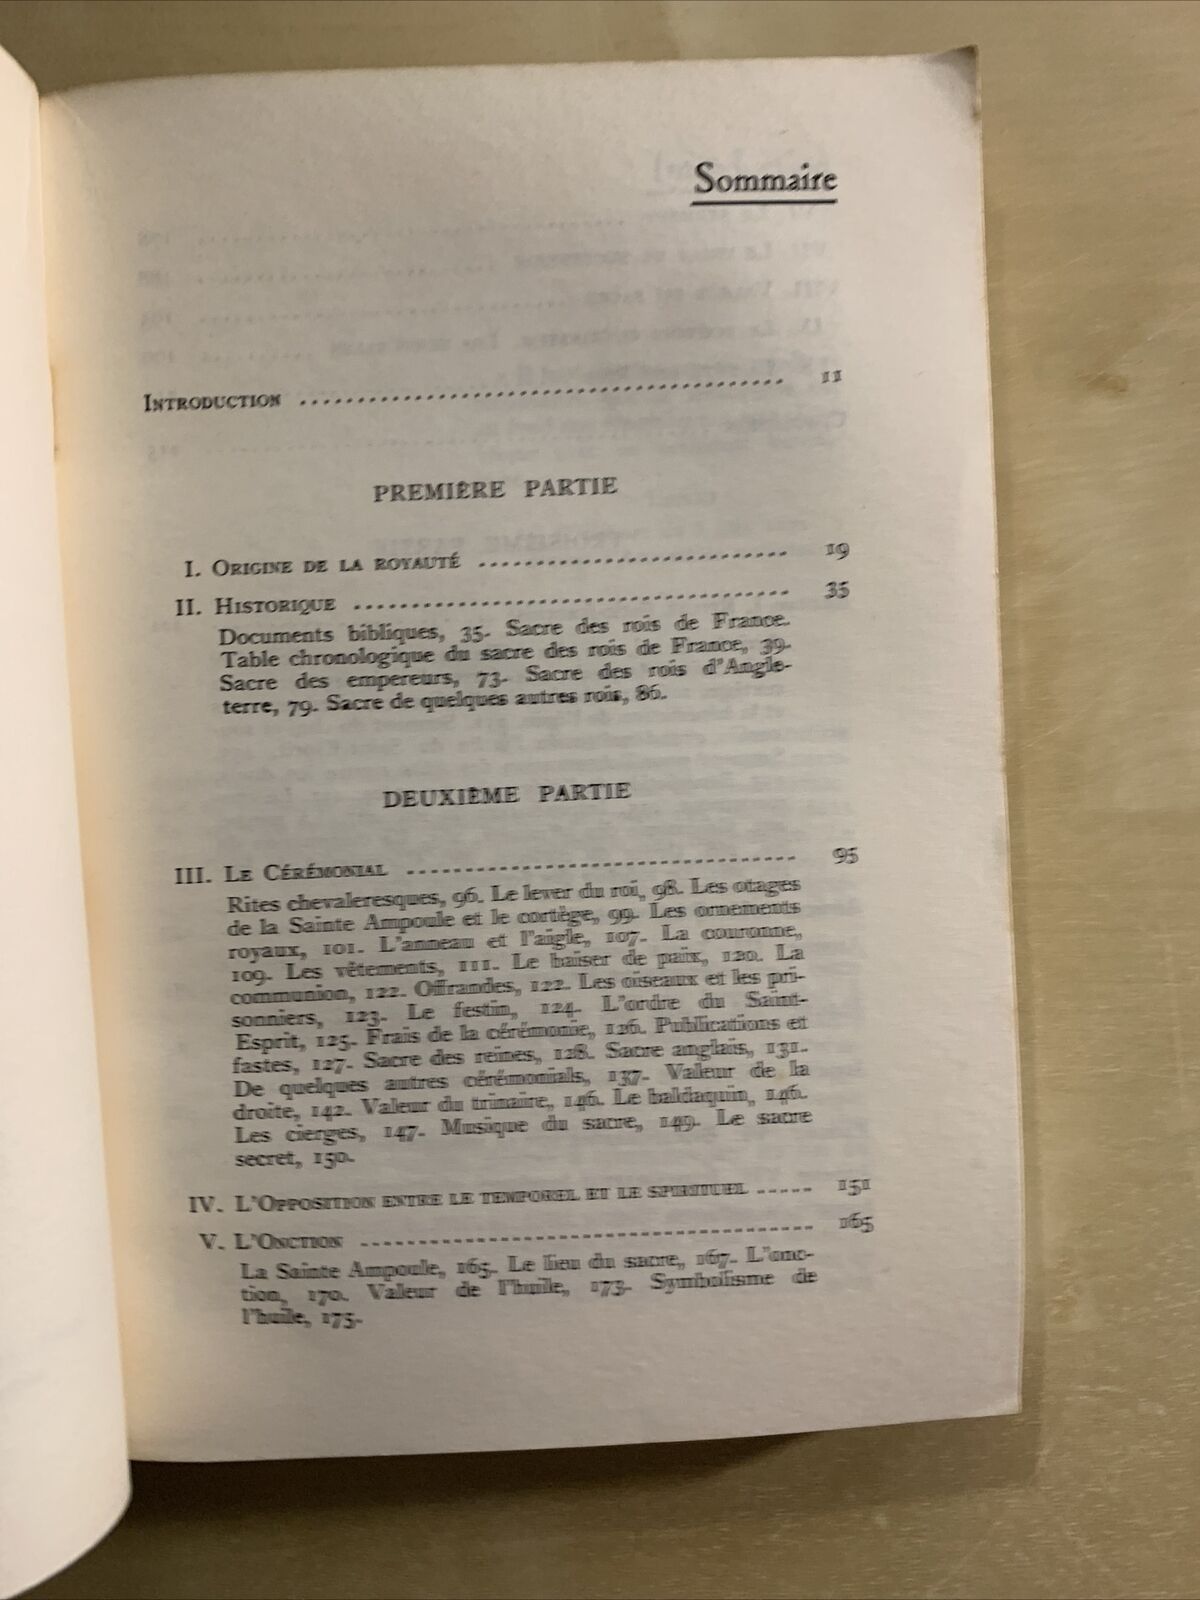 Sommaire
INTRODUCTION ........................................ 11
PREMIÈRE PARTIE
I. ORIGINE DE LA ROYAUTÉ ........................... 19
II. HISTORIQUE ...................................... 35
Documents bibliques, 35. Sacre des rois de France.
Table chronologique du sacre des rois de France, 39.
Sacre des empereurs, 73. Sacre des rois d'Angle-
terre, 79. Sacre de quelques autres rois, 86.
DEUXIÈME PARTIE
III. LE CÉRÉMONIAL ................................... 95
Rites chevaleresques, 96. Le lever du roi, 98. Les otages
de la Sainte Ampoule et le cortège, 99. Les ornements
royaux, 101. L'anneau et l'aigle, 107. La couronne,
109. Les vêtements, 111. Le baiser de paix, 120. La
communion, 122. Offrandes, 122. Les oiseaux et les pri-
sonniers, 123. Le festin, 124. L'ordre du Saint-
Esprit, 125. Frais de la cérémonie, 126. Publications et
fastes, 127. Sacre des reines, 128. Sacre anglais, 131.
De quelques autres cérémonials, 137. Valeur de la
droite, 142. Valeur du trinaire, 146. Le baldaquin, 146.
Les cierges, 147. Musique du sacre, 149. Le sacre
secret, 150.
IV. L'OPPOSITION ENTRE LE TEMPOREL ET LE SPIRITUEL ..... 151
V. L'ONCTION ....................................... 165
La Sainte Ampoule, 165. Le lieu du sacre, 167. L'onc-
tion, 170. Valeur de l'huile, 173. Symbolisme de
l'huile, 175.